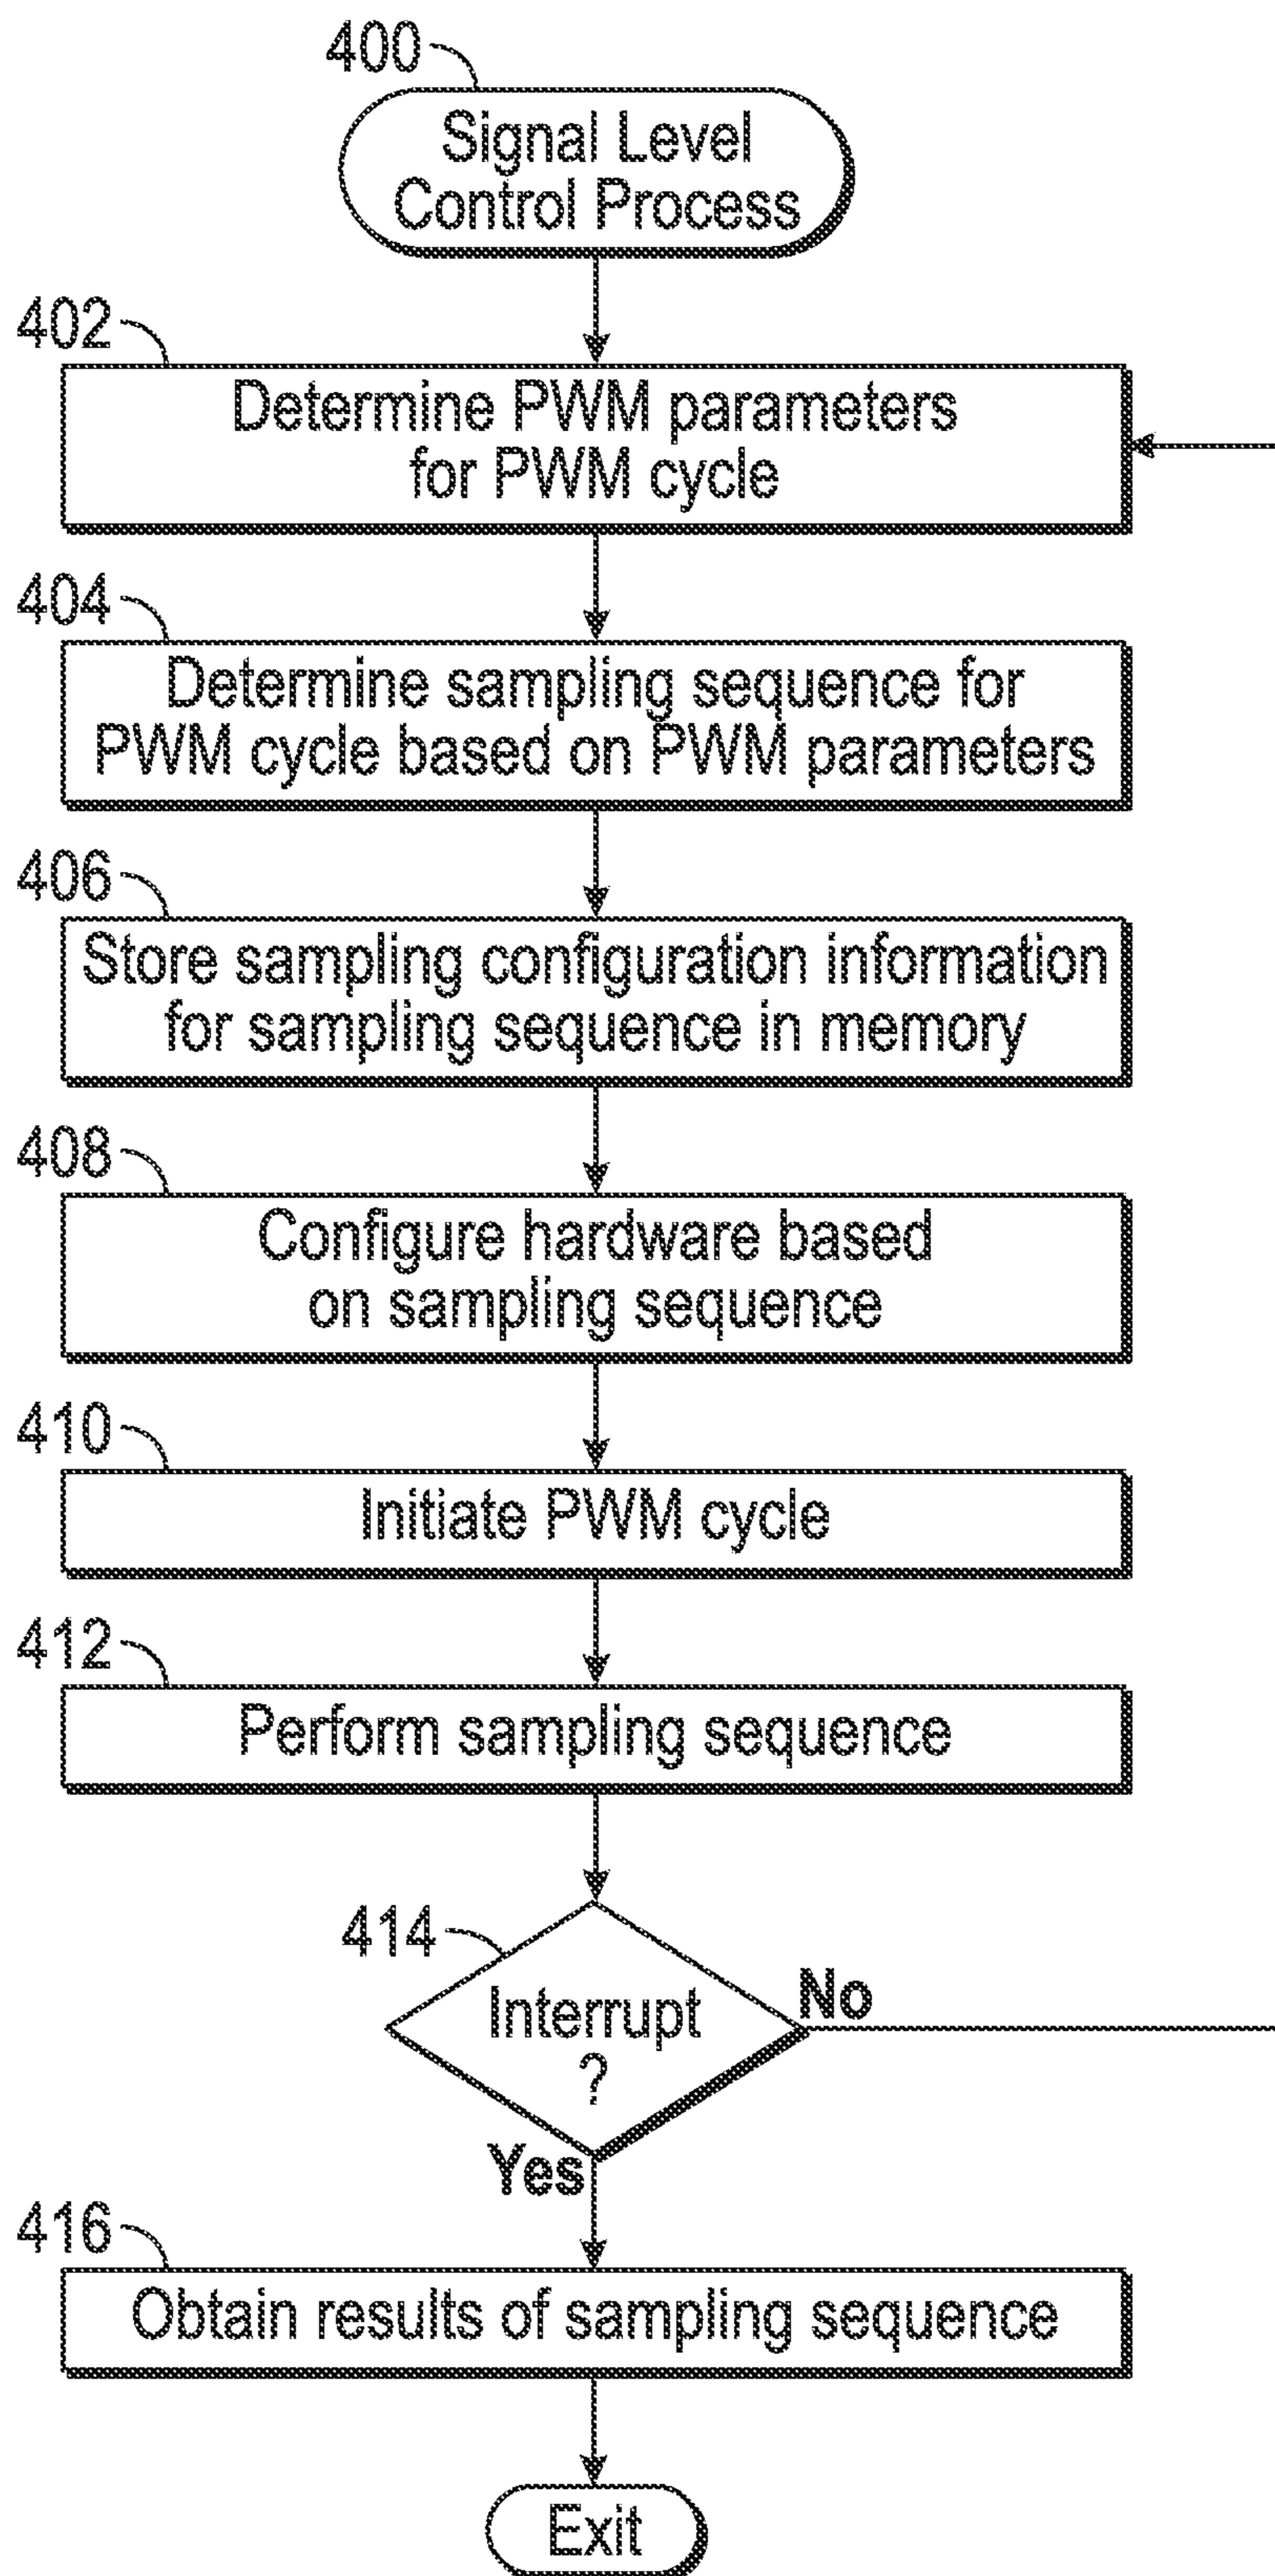 400
Signal Level
Control Process
402
Determine PWM parameters
for PWM cycle
404
Determine sampling sequence for
PWM cycle based on PWM parameters
406
Store sampling configuration information
for sampling sequence in memory
408
Configure hardware based
on sampling sequence
410
Initiate PWM cycle
412
Perform sampling sequence
414
Interrupt
?
No
Yes
416
Obtain results of sampling sequence
Exit